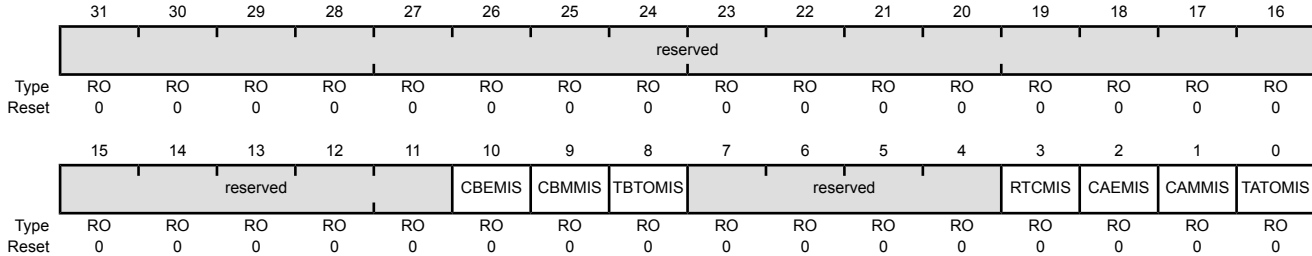 31 30 29 28 27 26 25 24 23 22 21 20 19 18 17 16
reserved
Type RO RO RO RO RO RO RO RO RO RO RO RO RO RO RO RO
Reset 0 0 0 0 0 0 0 0 0 0 0 0 0 0 0 0
15 14 13 12 11 10 9 8 7 6 5 4 3 2 1 0
reserved CBEMIS CBMMIS TBTOMIS reserved RTCMIS CAEMIS CAMMIS TATOMIS
Type RO RO RO RO RO RO RO RO RO RO RO RO RO RO RO RO
Reset 0 0 0 0 0 0 0 0 0 0 0 0 0 0 0 0